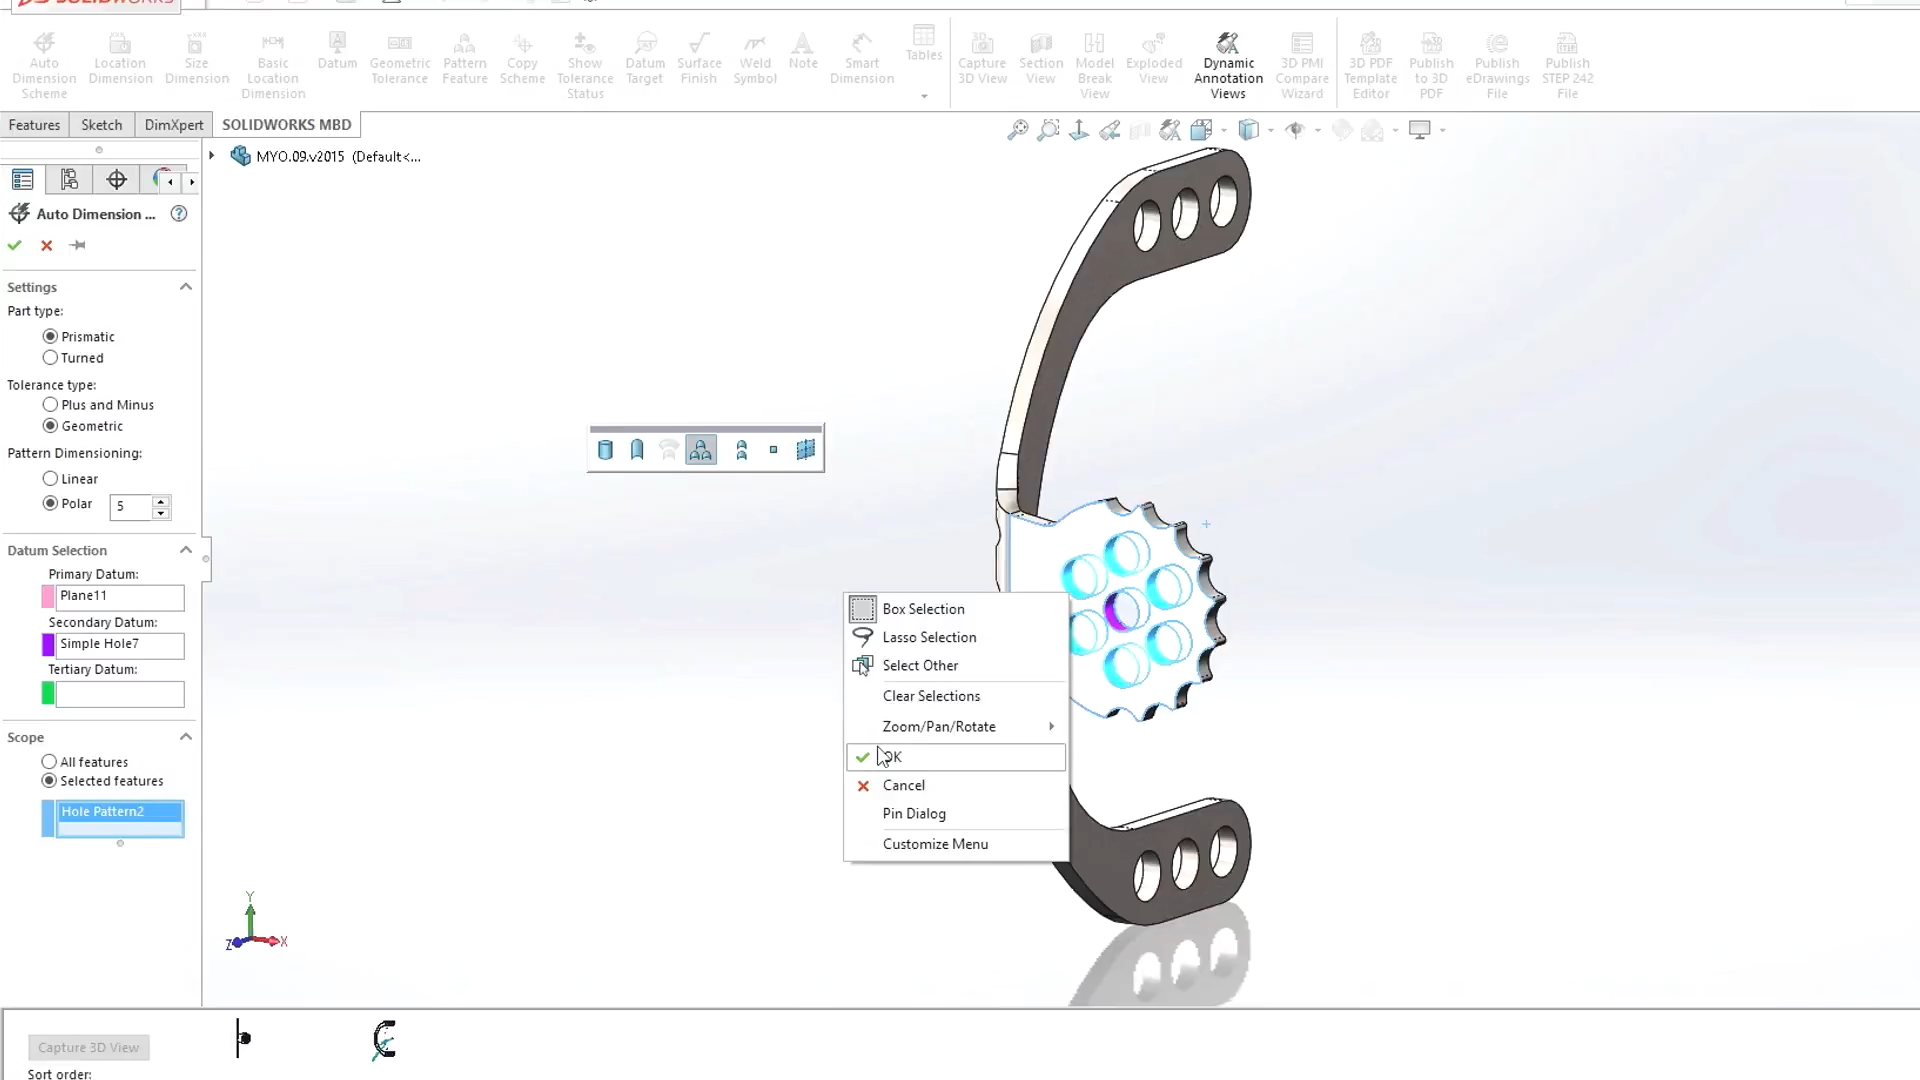 SOLIDWORKS
Auto Dimension Scheme
Location Dimension
Size Dimension
Basic Location Dimension
Datum
Geometric Tolerance
Pattern Feature
Copy Scheme
Show Tolerance Status
Datum Target
Surface Finish
Weld Symbol
Note
Smart Dimension
Tables
Capture 3D View
Section View
Model Break View
Exploded View
Dynamic Annotation Views
3D PMI Compare Wizard
3D PDF Template Editor
Publish to 3D PDF
Publish eDrawings File
Publish STEP 242 File
Features
Sketch
DimXpert
SOLIDWORKS MBD
MYO.09.v2015 (Default<...
Auto Dimension ...
Settings
Part type:
Prismatic
Turned
Tolerance type:
Plus and Minus
Geometric
Pattern Dimensioning:
Linear
Polar
5
Datum Selection
Primary Datum:
Plane11
Secondary Datum:
Simple Hole7
Tertiary Datum:
Scope
All features
Selected features
Hole Pattern2
Box Selection
Lasso Selection
Select Other
Clear Selections
Zoom/Pan/Rotate
OK
Cancel
Pin Dialog
Customize Menu
Y
Z
X
Capture 3D View
Sort order: